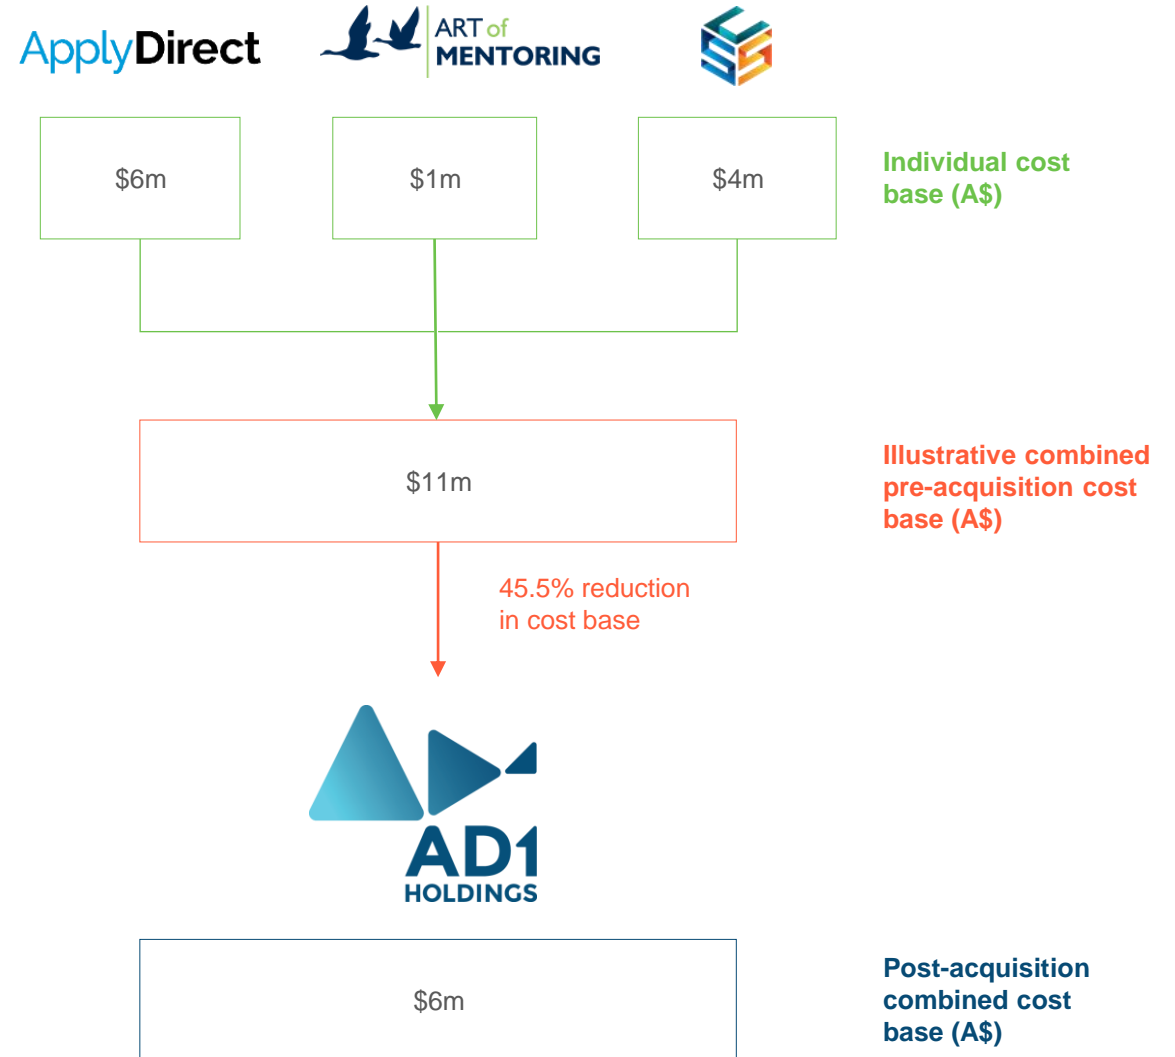 ApplyDirect
ART of
MENTORING
$6m
$1m
$4m
Individual cost
base (A$)
$11m
Illustrative combined
pre-acquisition cost
base (A$)
45.5% reduction
in cost base
AD1
HOLDINGS
$6m
Post-acquisition
combined cost
base (A$)